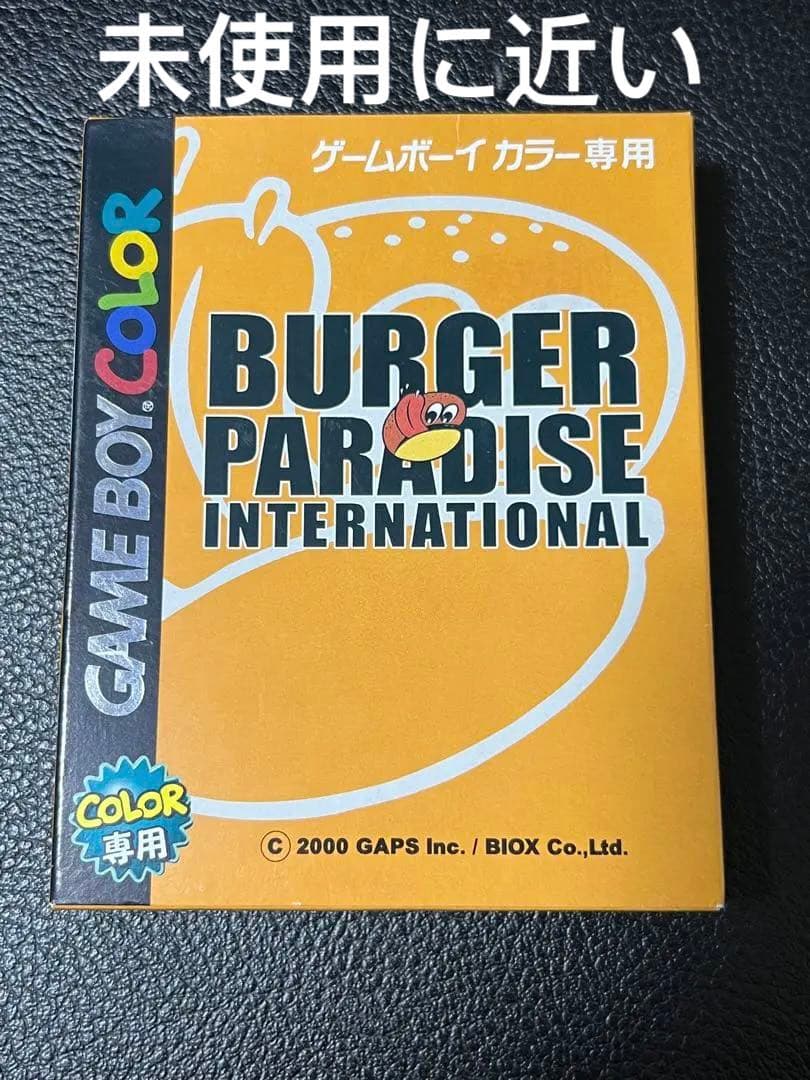 未使用に近い
ゲームボーイ カラー専用
GAME BOY COLOR
BURGER
PARADISE
INTERNATIONAL
COLOR
専用
© 2000 GAPS Inc. / BIOX Co.,Ltd.